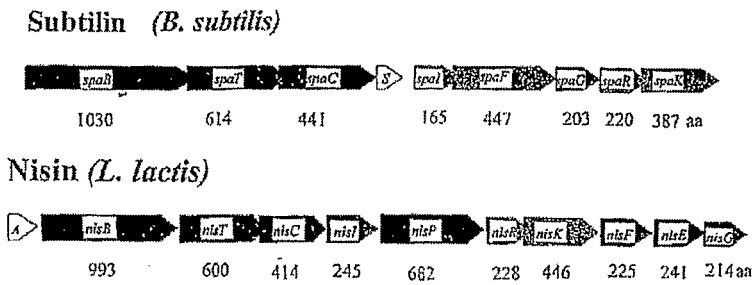 Subtilin (B. subtilis)
spaB spaT spaC S spaI spaF spaG spaR spaK
1030 614 441 165 447 203 220 387 aa
Nisin (L. lactis)
A nisB nisT nisC nisI nisP nisR nisK nisF nisE nisG
993 600 414 245 682 228 446 225 241 214 aa